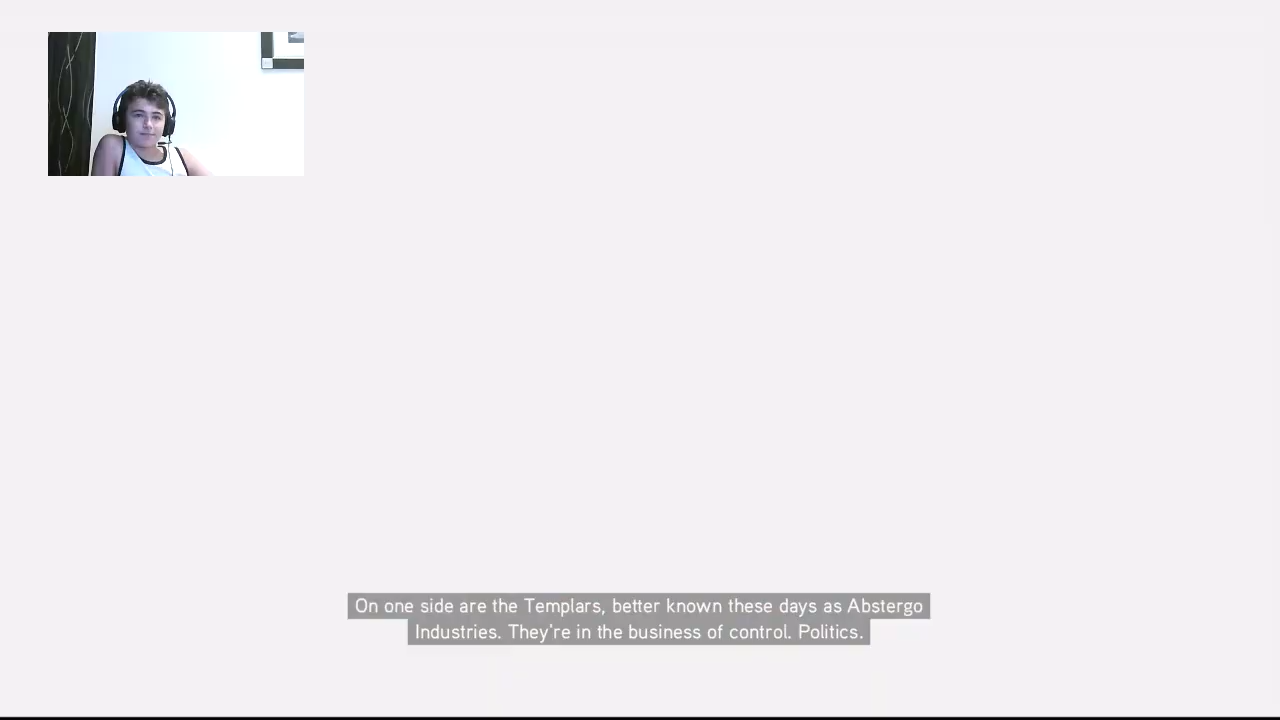 On one side are the Templars, better known these days as Abstergo
Industries. They're in the business of control. Politics.